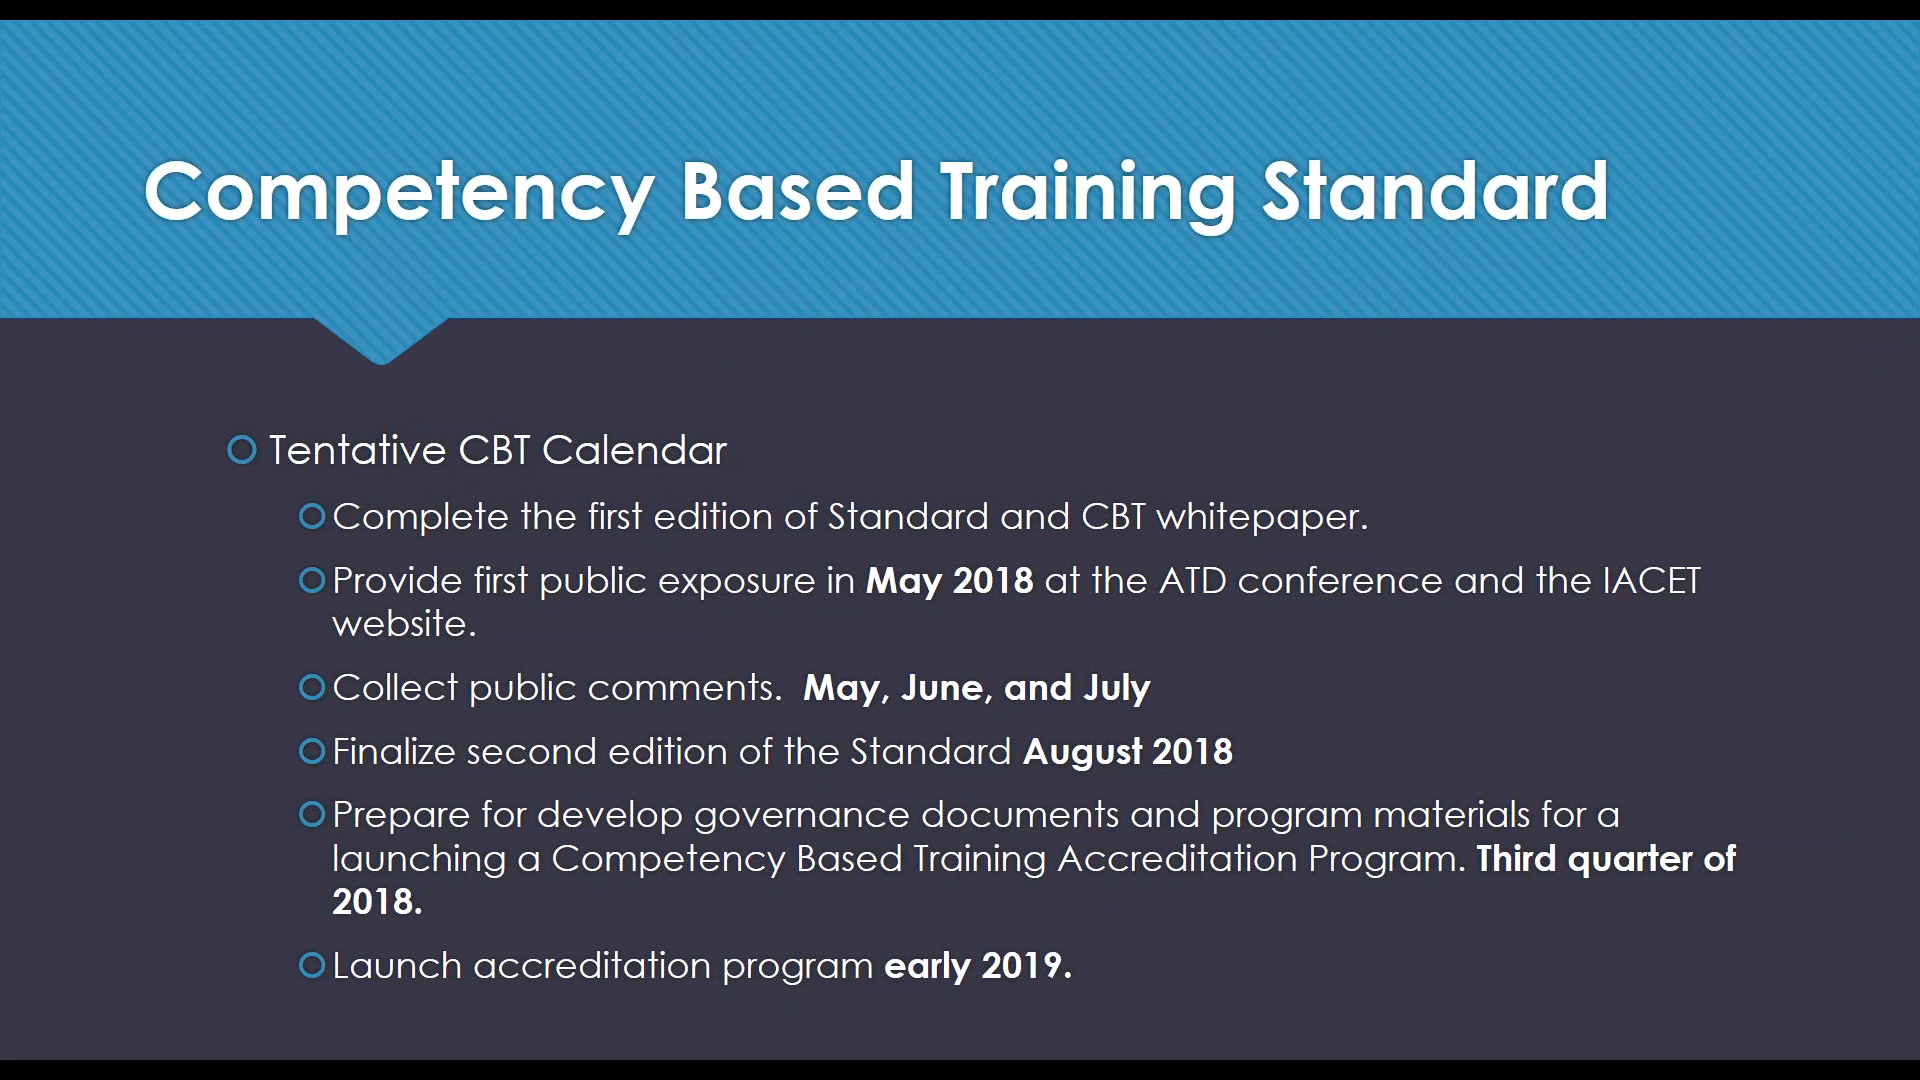 Competency Based Training Standard
Tentative CBT Calendar
Complete the first edition of Standard and CBT whitepaper.
Provide first public exposure in May 2018 at the ATD conference and the IACET
website.
Collect public comments.  May, June, and July
Finalize second edition of the Standard August 2018
Prepare for develop governance documents and program materials for a
launching a Competency Based Training Accreditation Program. Third quarter of
2018.
Launch accreditation program early 2019.